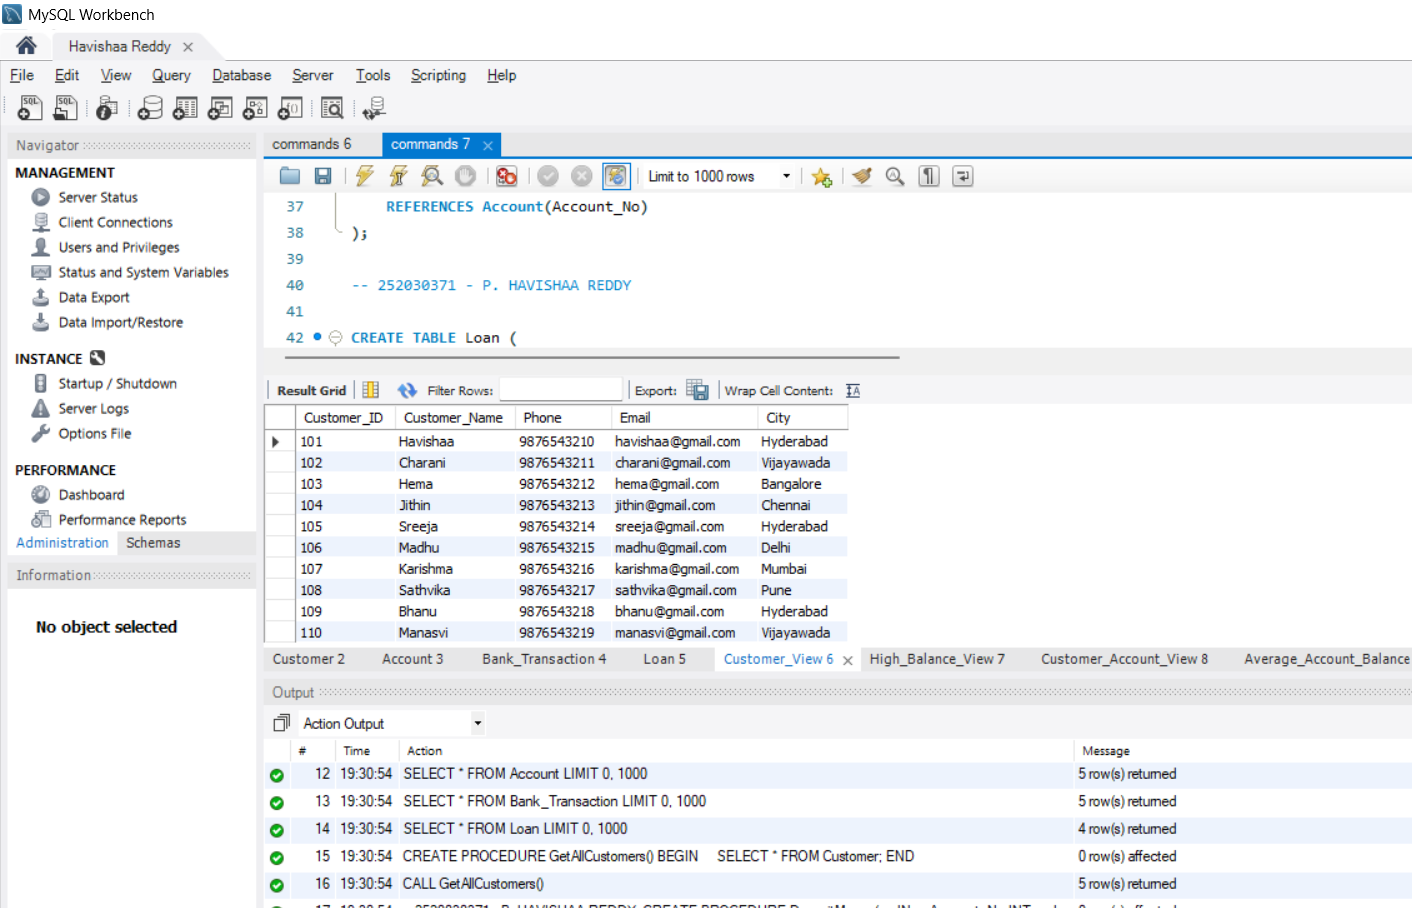 MySQL Workbench
Havishaa Reddy
File Edit View Query Database Server Tools Scripting Help
Navigator
MANAGEMENT
Server Status
Client Connections
Users and Privileges
Status and System Variables
Data Export
Data Import/Restore
INSTANCE
Startup / Shutdown
Server Logs
Options File
PERFORMANCE
Dashboard
Performance Reports
Administration Schemas
Information
No object selected
commands 6 commands 7
Limit to 1000 rows
37 REFERENCES Account(Account_No)
38 );
39
40 -- 252030371 - P. HAVISHAA REDDY
41
42 CREATE TABLE Loan (
Result Grid Filter Rows: Export: Wrap Cell Content:
Customer_ID Customer_Name Phone Email City
101 Havishaa 9876543210 havishaa@gmail.com Hyderabad
102 Charani 9876543211 charani@gmail.com Vijayawada
103 Hema 9876543212 hema@gmail.com Bangalore
104 Jithin 9876543213 jithin@gmail.com Chennai
105 Sreeja 9876543214 sreeja@gmail.com Hyderabad
106 Madhu 9876543215 madhu@gmail.com Delhi
107 Karishma 9876543216 karishma@gmail.com Mumbai
108 Sathvika 9876543217 sathvika@gmail.com Pune
109 Bhanu 9876543218 bhanu@gmail.com Hyderabad
110 Manasvi 9876543219 manasvi@gmail.com Vijayawada
Customer 2 Account 3 Bank_Transaction 4 Loan 5 Customer_View 6 High_Balance_View 7 Customer_Account_View 8 Average_Account_Balance
Output
Action Output
# Time Action Message
12 19:30:54 SELECT * FROM Account LIMIT 0, 1000 5 row(s) returned
13 19:30:54 SELECT * FROM Bank_Transaction LIMIT 0, 1000 5 row(s) returned
14 19:30:54 SELECT * FROM Loan LIMIT 0, 1000 4 row(s) returned
15 19:30:54 CREATE PROCEDURE GetAllCustomers() BEGIN SELECT * FROM Customer; END 0 row(s) affected
16 19:30:54 CALL GetAllCustomers() 5 row(s) returned